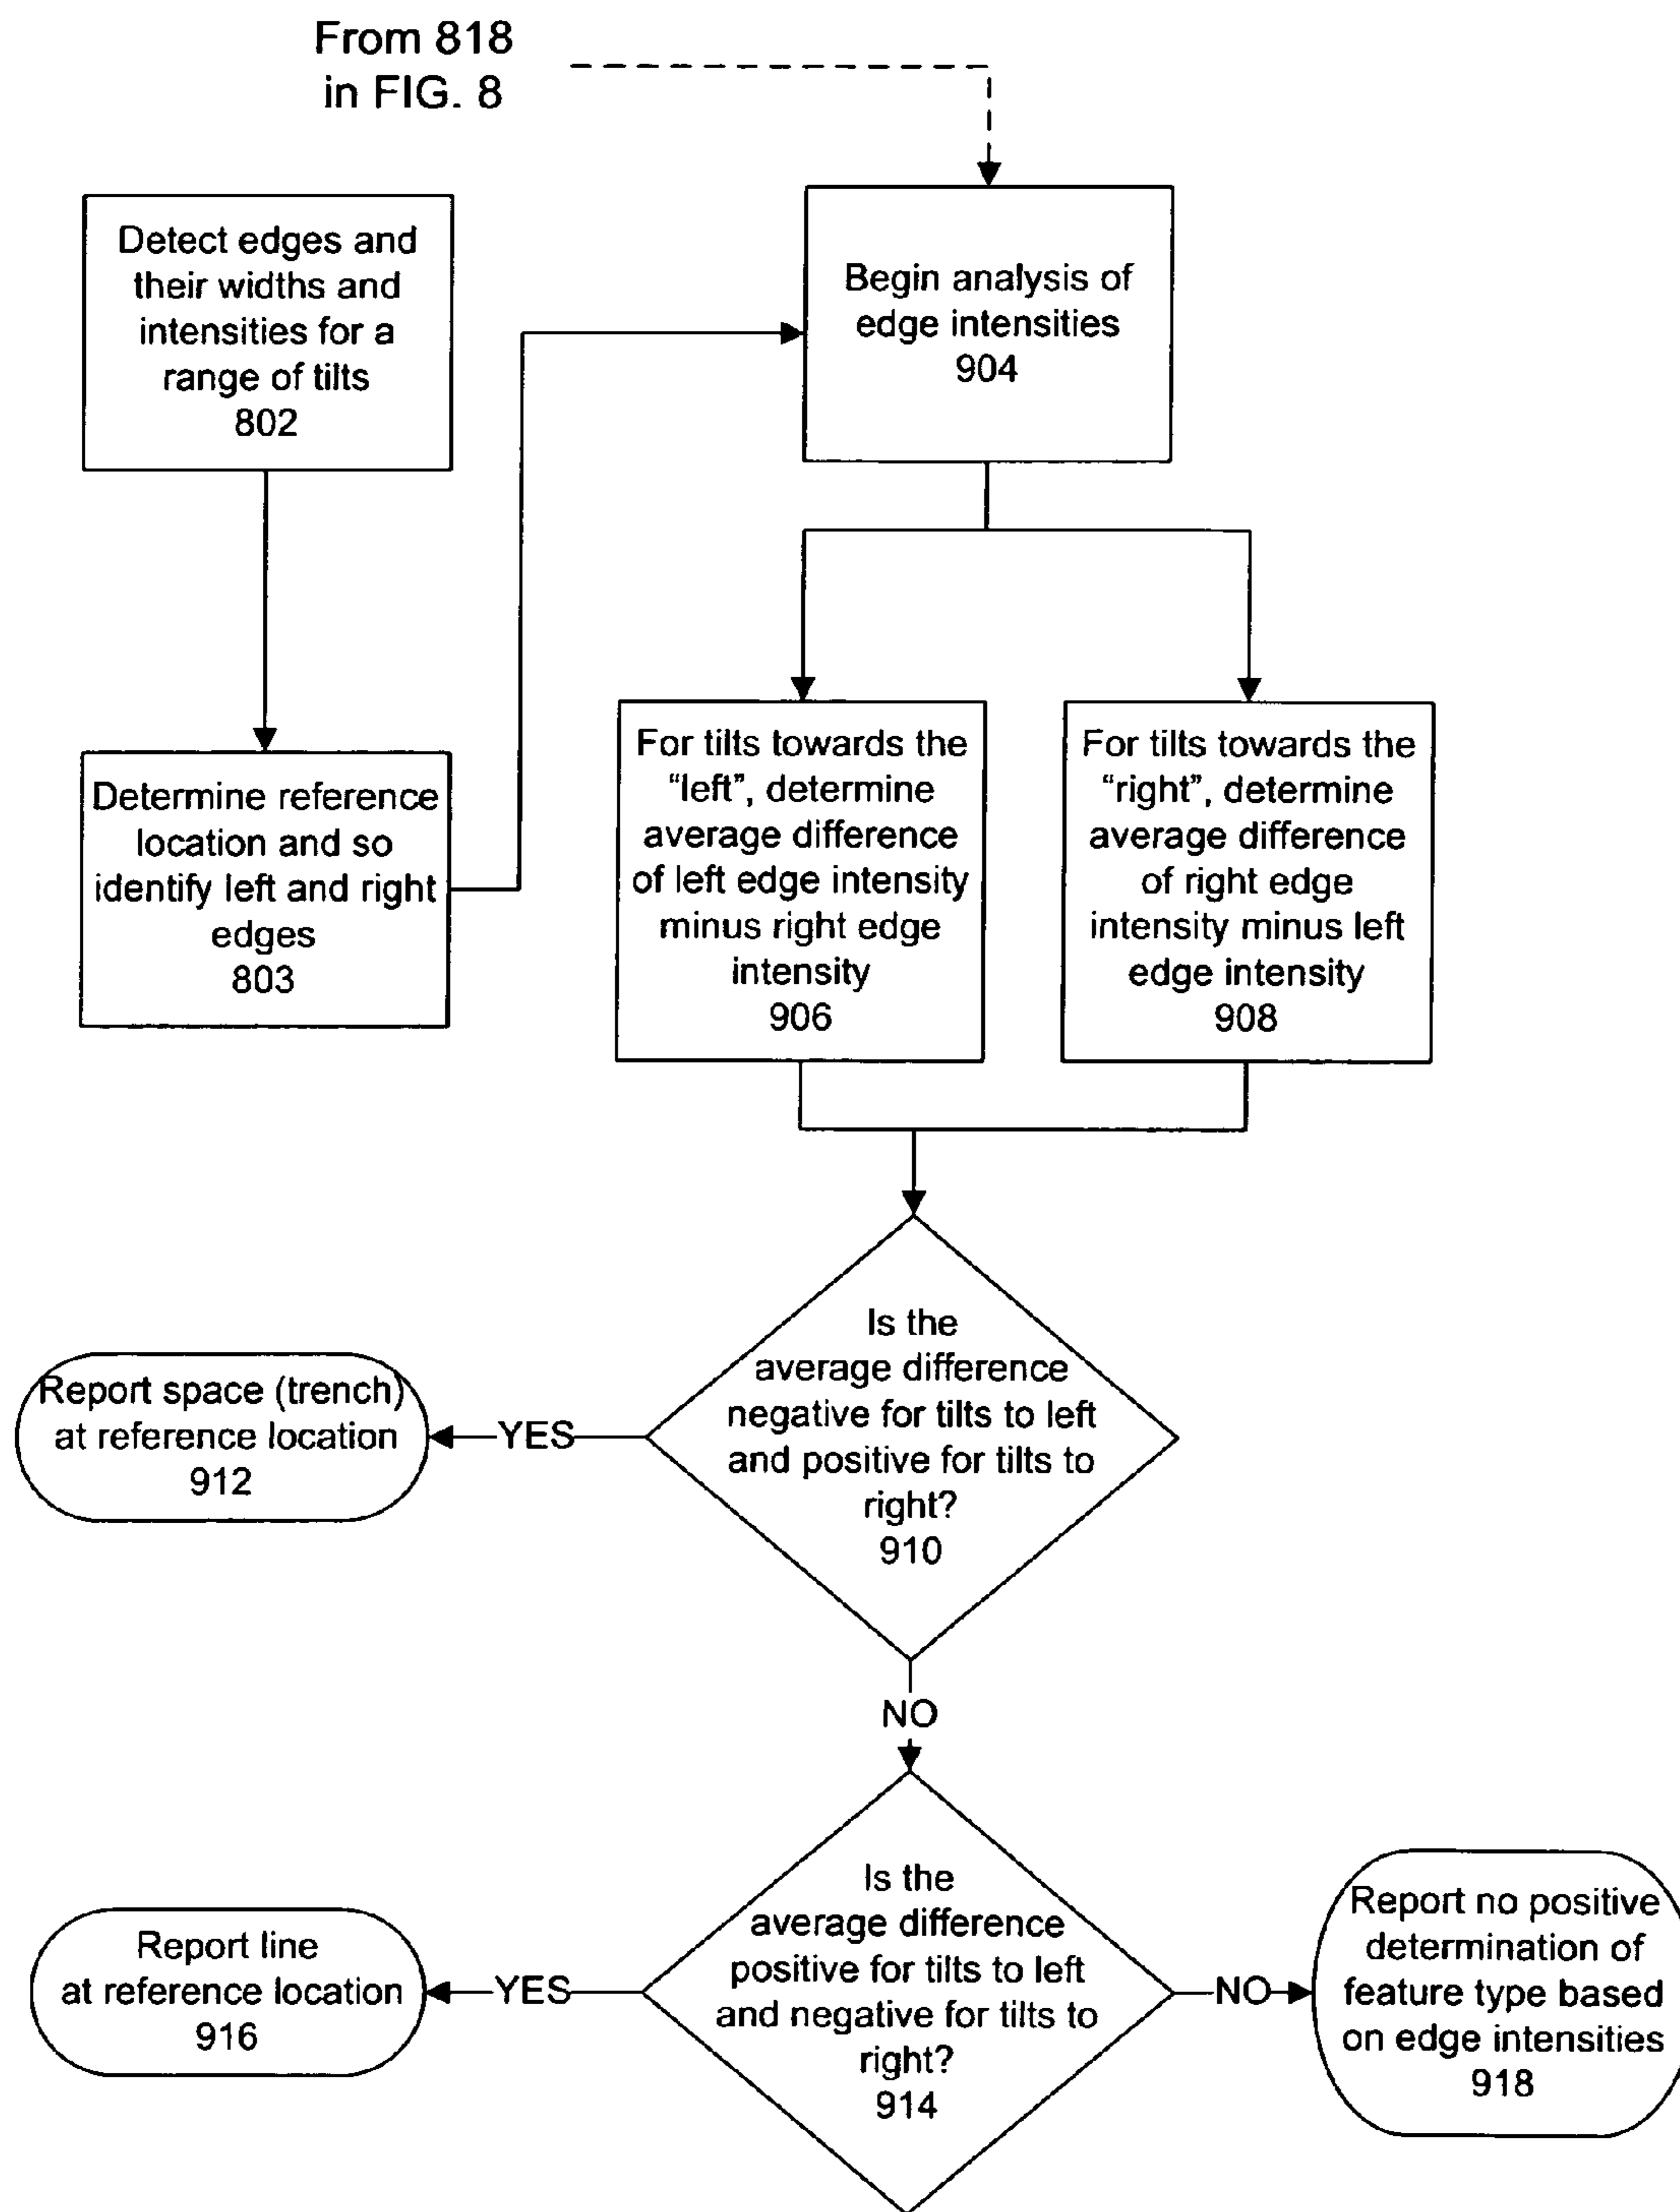 From 818
in FIG. 8
Detect edges and
their widths and
intensities for a
range of tilts
802
Begin analysis of
edge intensities
904
Determine reference
location and so
identify left and right
edges
803
For tilts towards the
“left”, determine
average difference
of left edge intensity
minus right edge
intensity
906
For tilts towards the
“right”, determine
average difference
of right edge
intensity minus left
edge intensity
908
Is the
average difference
negative for tilts to left
and positive for tilts to
right?
910
YES
Report space (trench)
at reference location
912
NO
Is the
average difference
positive for tilts to left
and negative for tilts to
right?
914
YES
Report line
at reference location
916
NO
Report no positive
determination of
feature type based
on edge intensities
918